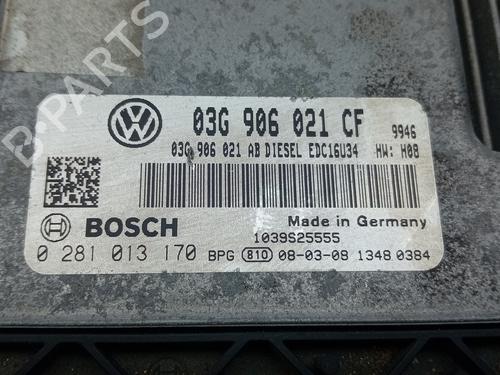 B-PARTS
03G 906 021 CF 9946
03G 906 021 AB DIESEL EDC16U34 HW: H08
BOSCH
Made in Germany
1039S25555
0 281 013 170 BPG 810 08-03-08 1348 0384